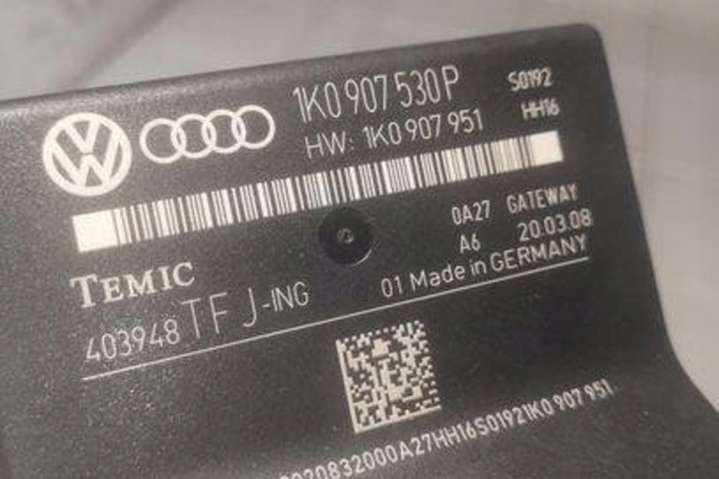 1K0 907 530 P S0192
HW: 1K0 907 951 HH16
0A27 GATEWAY
A6 20.03.08
TEMIC
01 Made in GERMANY
403948 TF J-ING
20832000A27HH16S01921K0 907 951